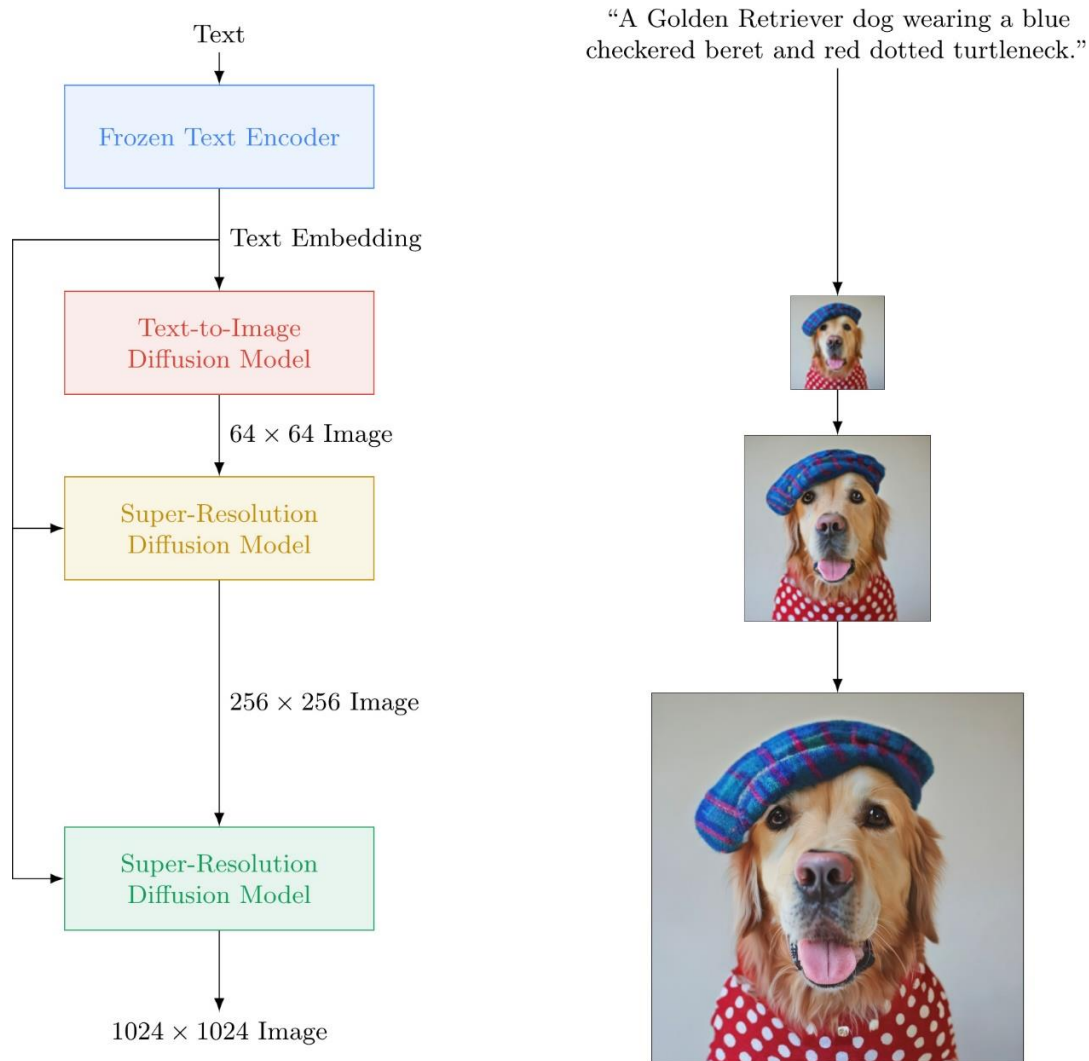 Text
Frozen Text Encoder
Text Embedding
Text-to-Image
Diffusion Model
64 × 64 Image
Super-Resolution
Diffusion Model
256 × 256 Image
Super-Resolution
Diffusion Model
1024 × 1024 Image
“A Golden Retriever dog wearing a blue
checkered beret and red dotted turtleneck.”